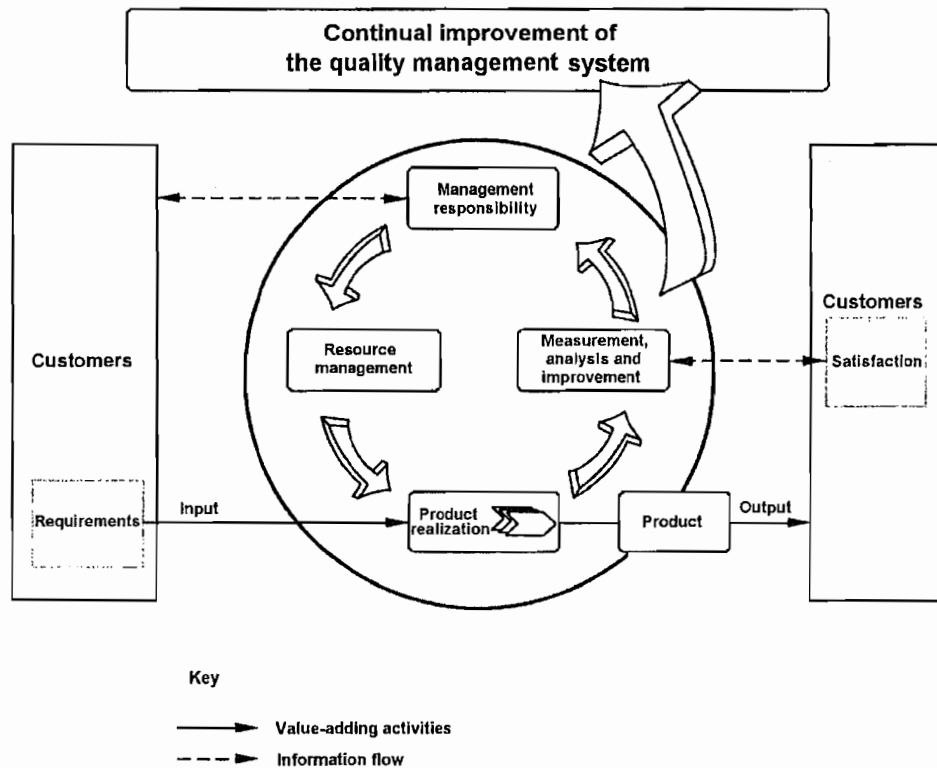 Continual improvement of
the quality management system
Management
responsibility
Customers
Resource
management
Measurement,
analysis and
improvement
Customers
Satisfaction
Requirements
Input
Product
realization
Product
Output
Key
Value-adding activities
Information flow